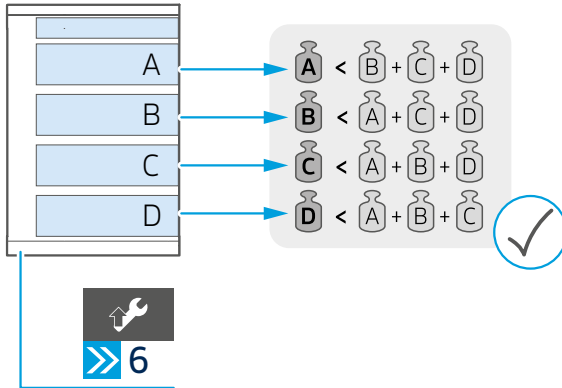 A A < B + C + D
B B < A + C + D
C C < A + B + D
D D < A + B + C
6